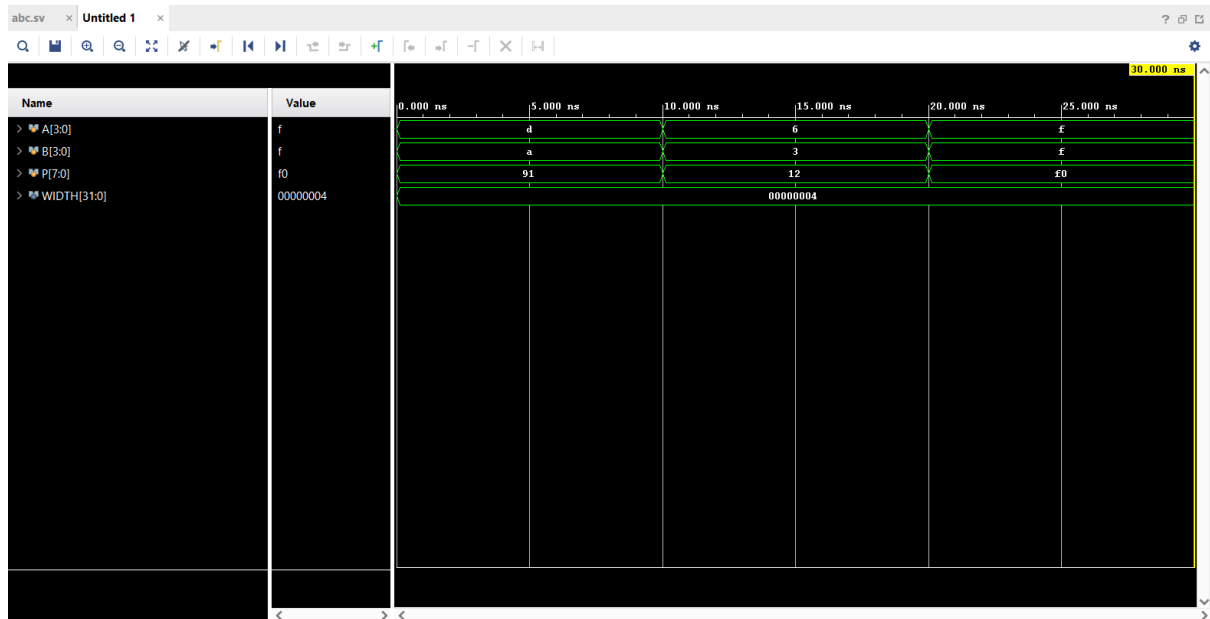 abc.sv × Untitled 1 × ?
30.000 ns
Name Value 0.000 ns 5.000 ns 10.000 ns 15.000 ns 20.000 ns 25.000 ns
> A[3:0] f d 6 f
> B[3:0] f a 3 f
> P[7:0] f0 91 12 f0
> WIDTH[31:0] 00000004 00000004